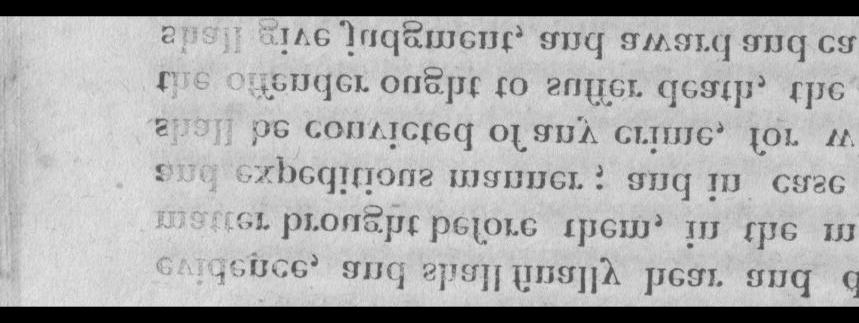 evidence, and shall finally hear and d
matter brought before them, in the m
and expeditious manner; and in case
shall be convicted of any crime, for w
the offender ought to suffer death, the
shall give judgment, and award and ca